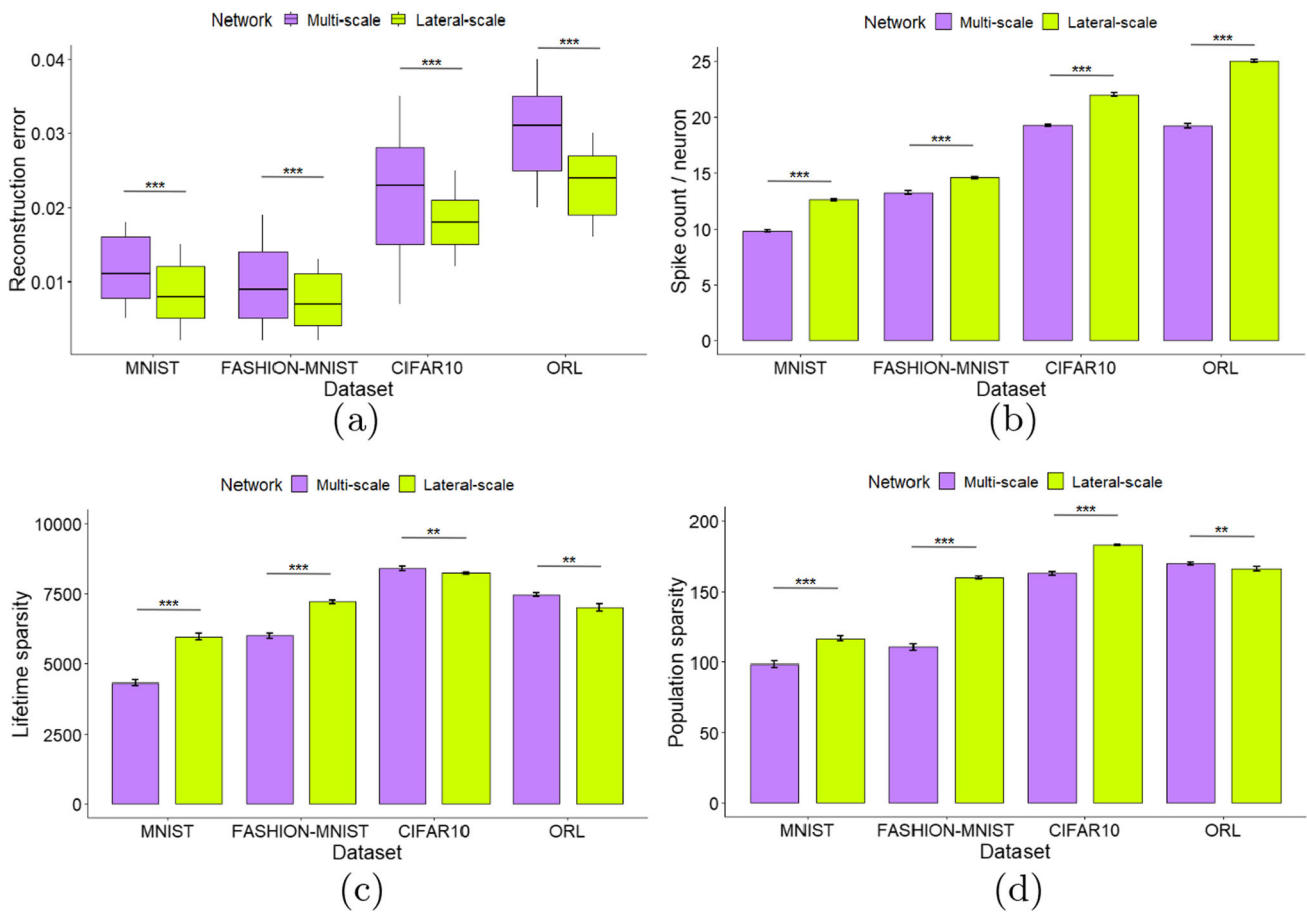 Network Multi-scale Lateral-scale
***
***
***
***
0.04
0.03
0.02
0.01
Reconstruction error
MNIST FASHION-MNIST CIFAR10 ORL
Dataset
(a)
Network Multi-scale Lateral-scale
***
***
***
***
25
20
15
10
5
0
Spike count / neuron
MNIST FASHION-MNIST CIFAR10 ORL
Dataset
(b)
Network Multi-scale Lateral-scale
***
***
**
**
10000
7500
5000
2500
0
Lifetime sparsity
MNIST FASHION-MNIST CIFAR10 ORL
Dataset
(c)
Network Multi-scale Lateral-scale
***
***
***
**
200
150
100
50
0
Population sparsity
MNIST FASHION-MNIST CIFAR10 ORL
Dataset
(d)